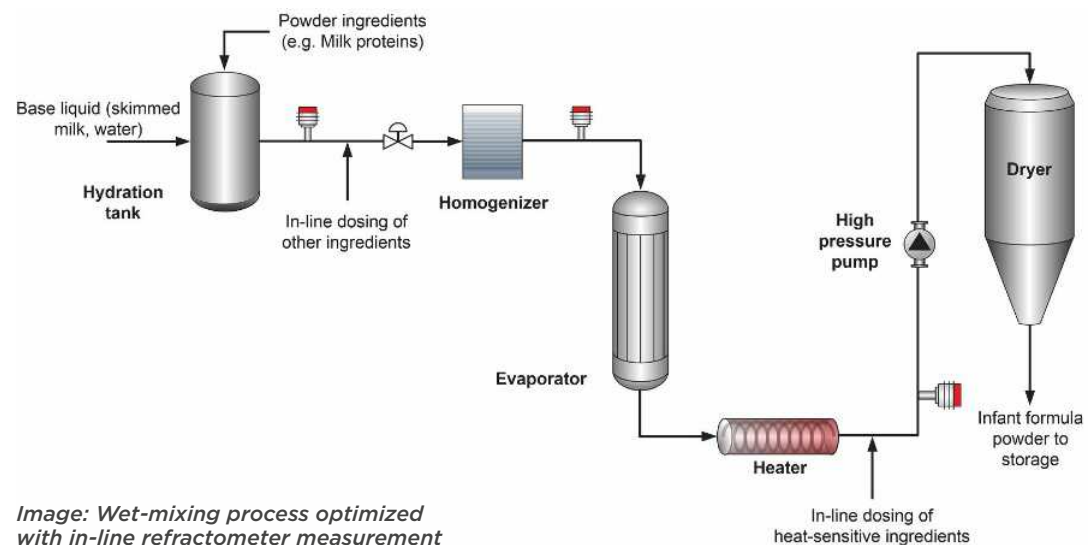 Powder ingredients
(e.g. Milk proteins)
Base liquid (skimmed
milk, water)
Hydration
tank
In-line dosing of
other ingredients
Homogenizer
Evaporator
Heater
In-line dosing of
heat-sensitive ingredients
High
pressure
pump
Dryer
Infant formula
powder to
storage
Image: Wet-mixing process optimized
with in-line refractometer measurement